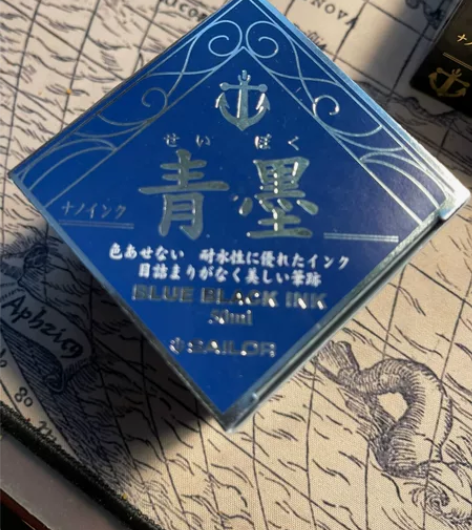 せい ぼく
青墨
ナノインク
色あせない 耐水性に優れたインク
目詰まりがなく美しい筆跡
BLUE BLACK INK
50ml
SAILOR
Aphzica
80